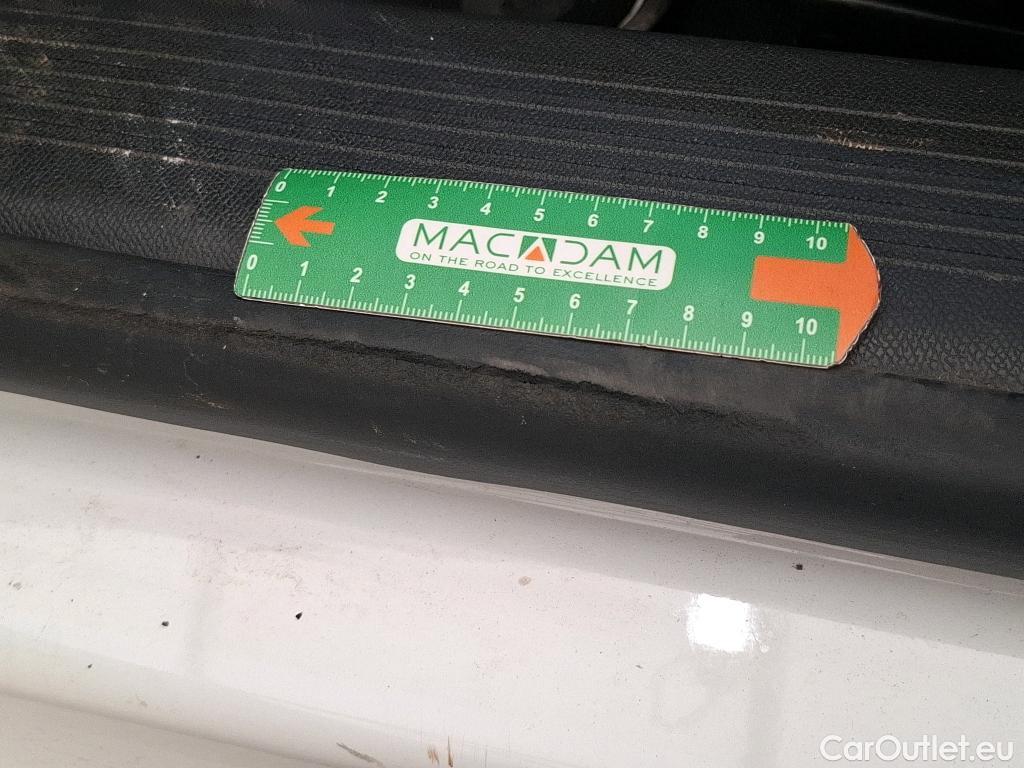 0 1 2 3 4 5 6 7 8 9 10
MACADAM
ON THE ROAD TO EXCELLENCE
0 1 2 3 4 5 6 7 8 9 10
CarOutlet.eu